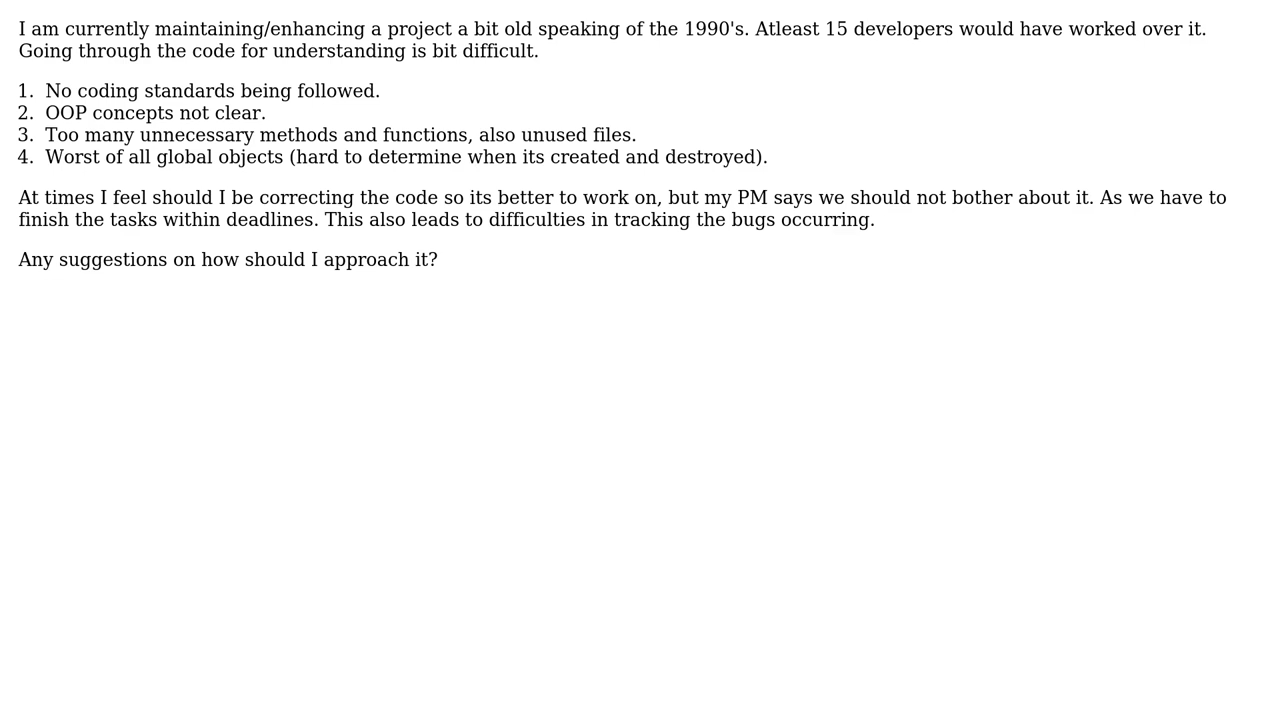 I am currently maintaining/enhancing a project a bit old speaking of the 1990's. Atleast 15 developers would have worked over it.
Going through the code for understanding is bit difficult.
1. No coding standards being followed.
2. OOP concepts not clear.
3. Too many unnecessary methods and functions, also unused files.
4. Worst of all global objects (hard to determine when its created and destroyed).
At times I feel should I be correcting the code so its better to work on, but my PM says we should not bother about it. As we have to
finish the tasks within deadlines. This also leads to difficulties in tracking the bugs occurring.
Any suggestions on how should I approach it?